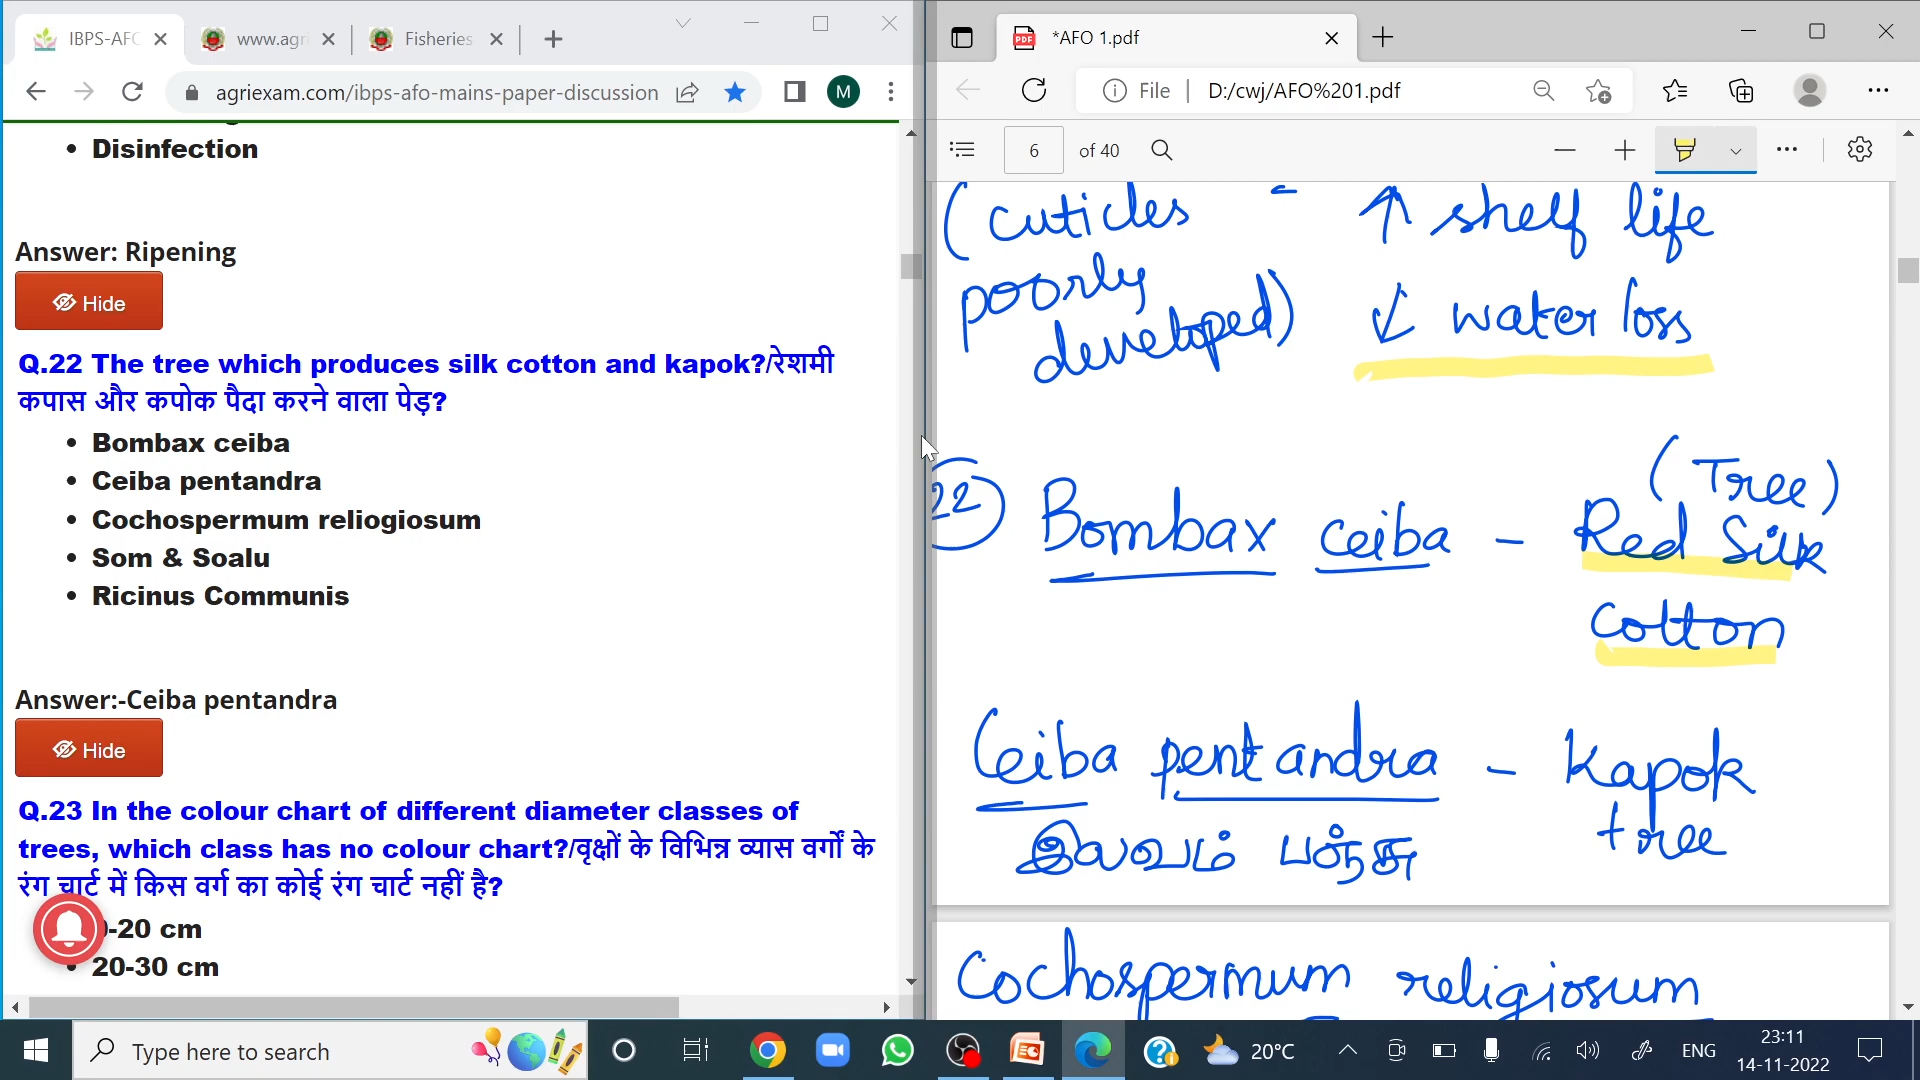 IBPS-AFC
www.agri
Fisheries
agriexam.com/ibps-afo-mains-paper-discussion
M
Disinfection
Answer: Ripening
Hide
Q.22 The tree which produces silk cotton and kapok?/रेशमी
कपास और कपोक पैदा करने वाला पेड़?
Bombax ceiba
Ceiba pentandra
Cochospermum reliogiosum
Som & Soalu
Ricinus Communis
Answer:-Ceiba pentandra
Hide
Q.23 In the colour chart of different diameter classes of
trees, which class has no colour chart?/वृक्षों के विभिन्न व्यास वर्गों के
रंग चार्ट में किस वर्ग का कोई रंग चार्ट नहीं है?
-20 cm
20-30 cm
*AFO 1.pdf
File D:/cwj/AFO%201.pdf
6 of 40
(cuticles ↑ shelf life
poorly
developed) ↓ water loss
22 Bombax ceiba - Red Silk
(Tree)
cotton
Ceiba pentandra - Kapok
tree
இலவம் பஞ்சு
Cochospermum religiosum
Type here to search
20°C
ENG
23:11
14-11-2022